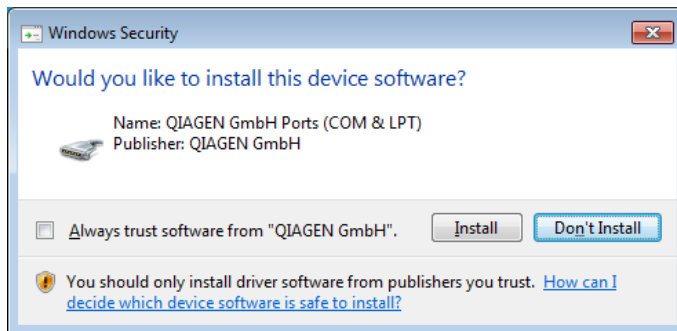 Windows Security
Would you like to install this device software?
Name: QIAGEN GmbH Ports (COM & LPT)
Publisher: QIAGEN GmbH
Always trust software from "QIAGEN GmbH".
Install
Don't Install
You should only install driver software from publishers you trust. How can I
decide which device software is safe to install?